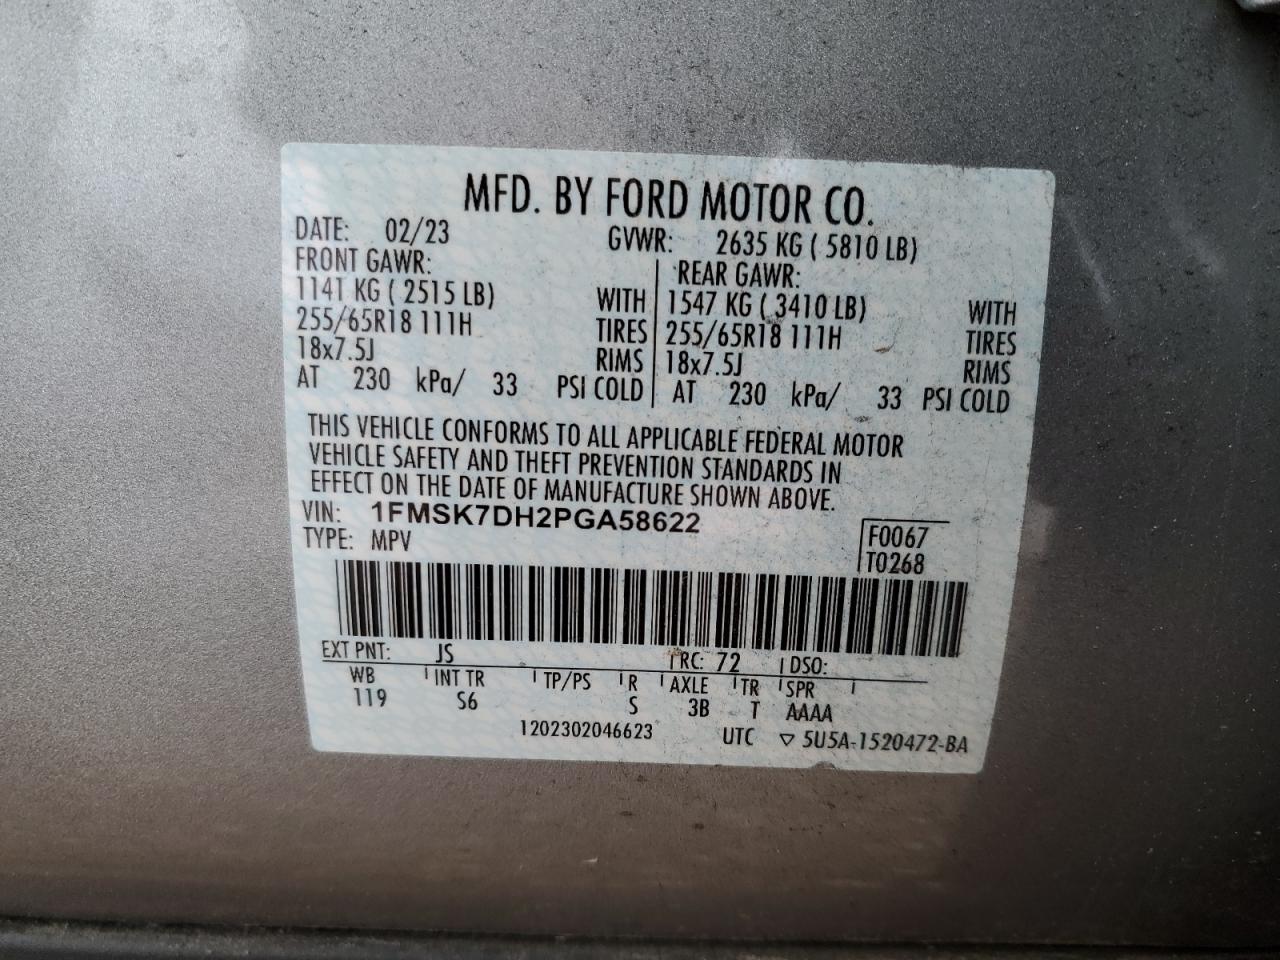 MFD. BY FORD MOTOR CO.
DATE: 02/23 GVWR: 2635 KG ( 5810 LB)
FRONT GAWR: REAR GAWR:
1141 KG ( 2515 LB) WITH 1547 KG ( 3410 LB) WITH
255/65R18 111H TIRES 255/65R18 111H TIRES
18x7.5J RIMS 18x7.5J RIMS
AT 230 kPa/ 33 PSI COLD AT 230 kPa/ 33 PSI COLD
THIS VEHICLE CONFORMS TO ALL APPLICABLE FEDERAL MOTOR
VEHICLE SAFETY AND THEFT PREVENTION STANDARDS IN
EFFECT ON THE DATE OF MANUFACTURE SHOWN ABOVE.
VIN: 1FMSK7DH2PGA58622 F0067
TYPE: MPV T0268
EXT PNT: JS RC: 72 DSO:
WB INT TR TP/PS R AXLE TR SPR
119 S6 S 3B T AAAA
1202302046623 UTC ▽ 5U5A-1520472-BA